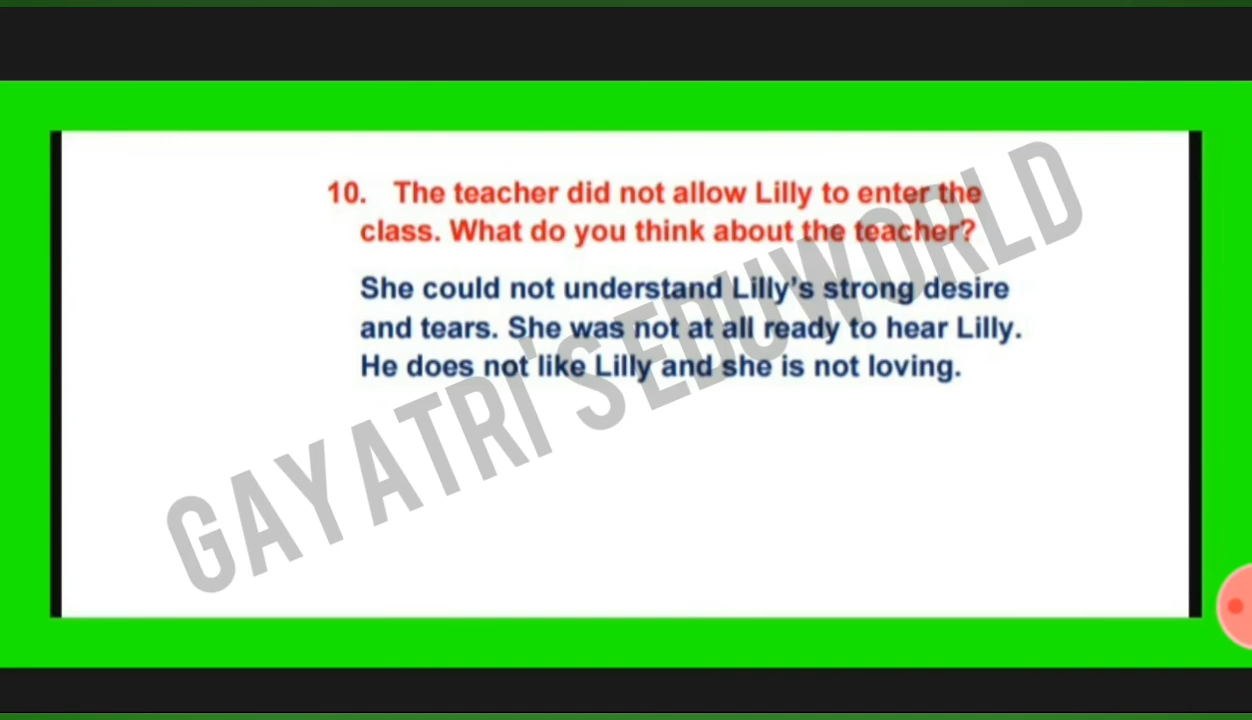 10. The teacher did not allow Lilly to enter the
class. What do you think about the teacher?
She could not understand Lilly's strong desire
and tears. She was not at all ready to hear Lilly.
He does not like Lilly and she is not loving.
GAYATRI'S EDUWORLD